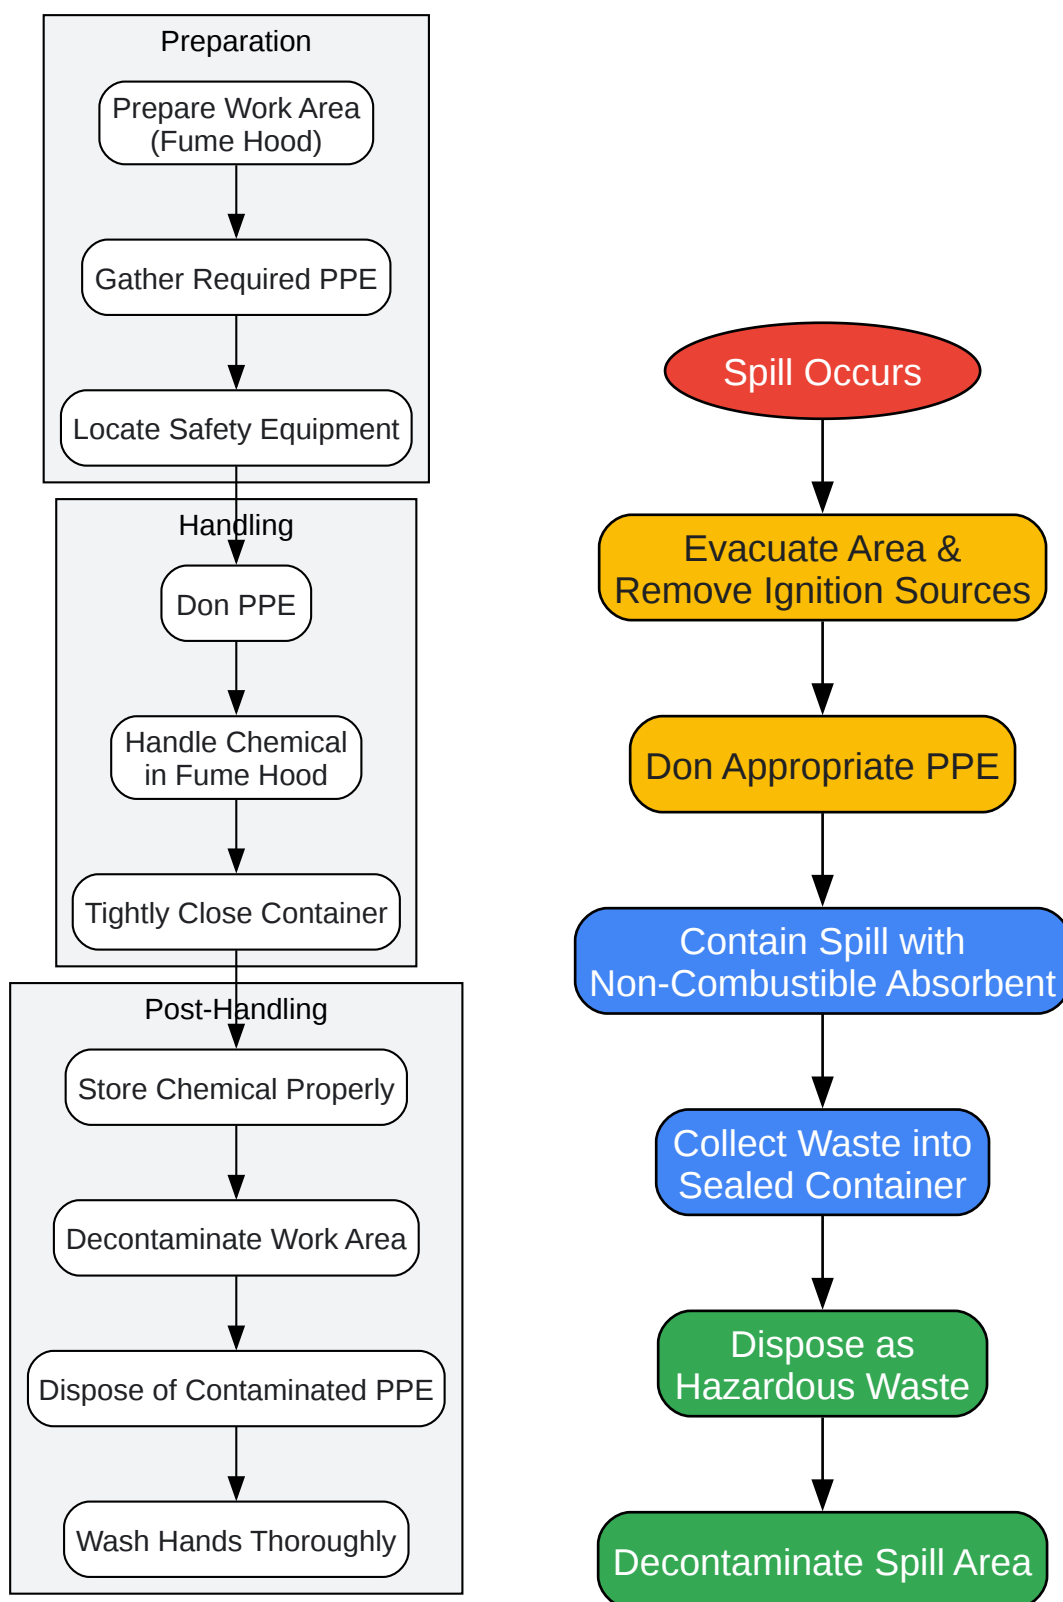 Preparation
Prepare Work Area
(Fume Hood)
Gather Required PPE
Locate Safety Equipment
Handling
Don PPE
Handle Chemical
in Fume Hood
Tightly Close Container
Post-Handling
Store Chemical Properly
Decontaminate Work Area
Dispose of Contaminated PPE
Wash Hands Thoroughly
Spill Occurs
Evacuate Area &
Remove Ignition Sources
Don Appropriate PPE
Contain Spill with
Non-Combustible Absorbent
Collect Waste into
Sealed Container
Dispose as
Hazardous Waste
Decontaminate Spill Area